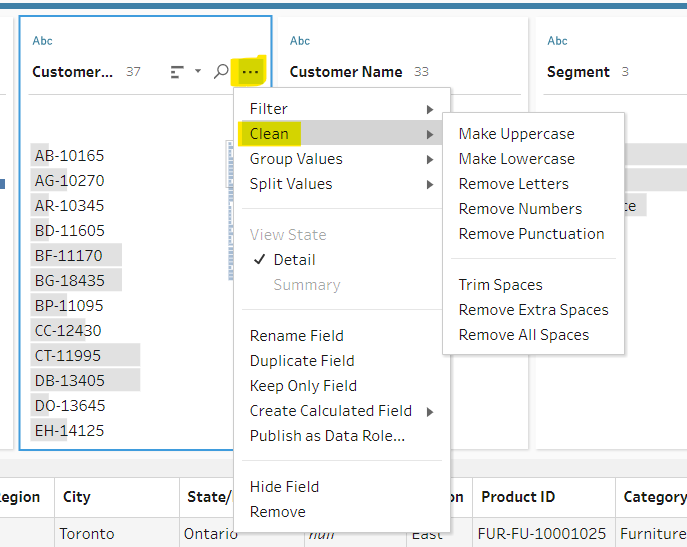 Abc
Customer... 37
Abc
Customer Name 33
Abc
Segment 3
AB-10165
AG-10270
AR-10345
BD-11605
BF-11170
BG-18435
BP-11095
CC-12430
CT-11995
DB-13405
DO-13645
EH-14125
Filter
Clean
Group Values
Split Values
View State
Detail
Summary
Rename Field
Duplicate Field
Keep Only Field
Create Calculated Field
Publish as Data Role...
Hide Field
Remove
Make Uppercase
Make Lowercase
Remove Letters
Remove Numbers
Remove Punctuation
Trim Spaces
Remove Extra Spaces
Remove All Spaces
egion City State/ on Product ID Category
Toronto Ontario null East FUR-FU-10001025 Furniture